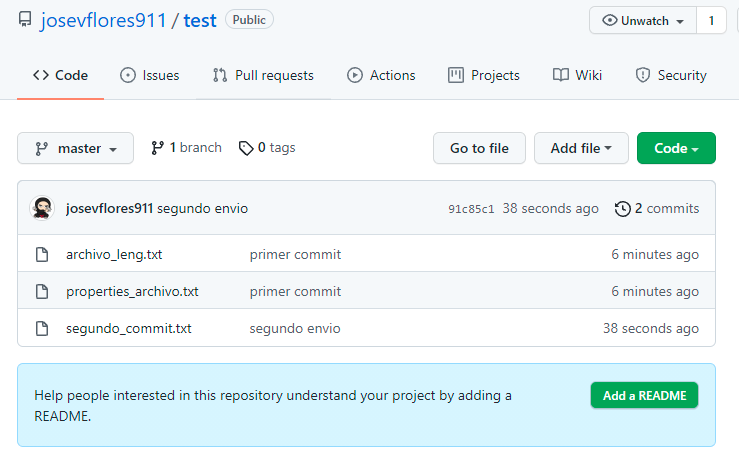 josevflores911 / test Public Unwatch 1
Code Issues Pull requests Actions Projects Wiki Security
master 1 branch 0 tags Go to file Add file Code
josevflores911 segundo envio 91c85c1 38 seconds ago 2 commits
archivo_leng.txt primer commit 6 minutes ago
properties_archivo.txt primer commit 6 minutes ago
segundo_commit.txt segundo envio 38 seconds ago
Help people interested in this repository understand your project by adding a
README.
Add a README